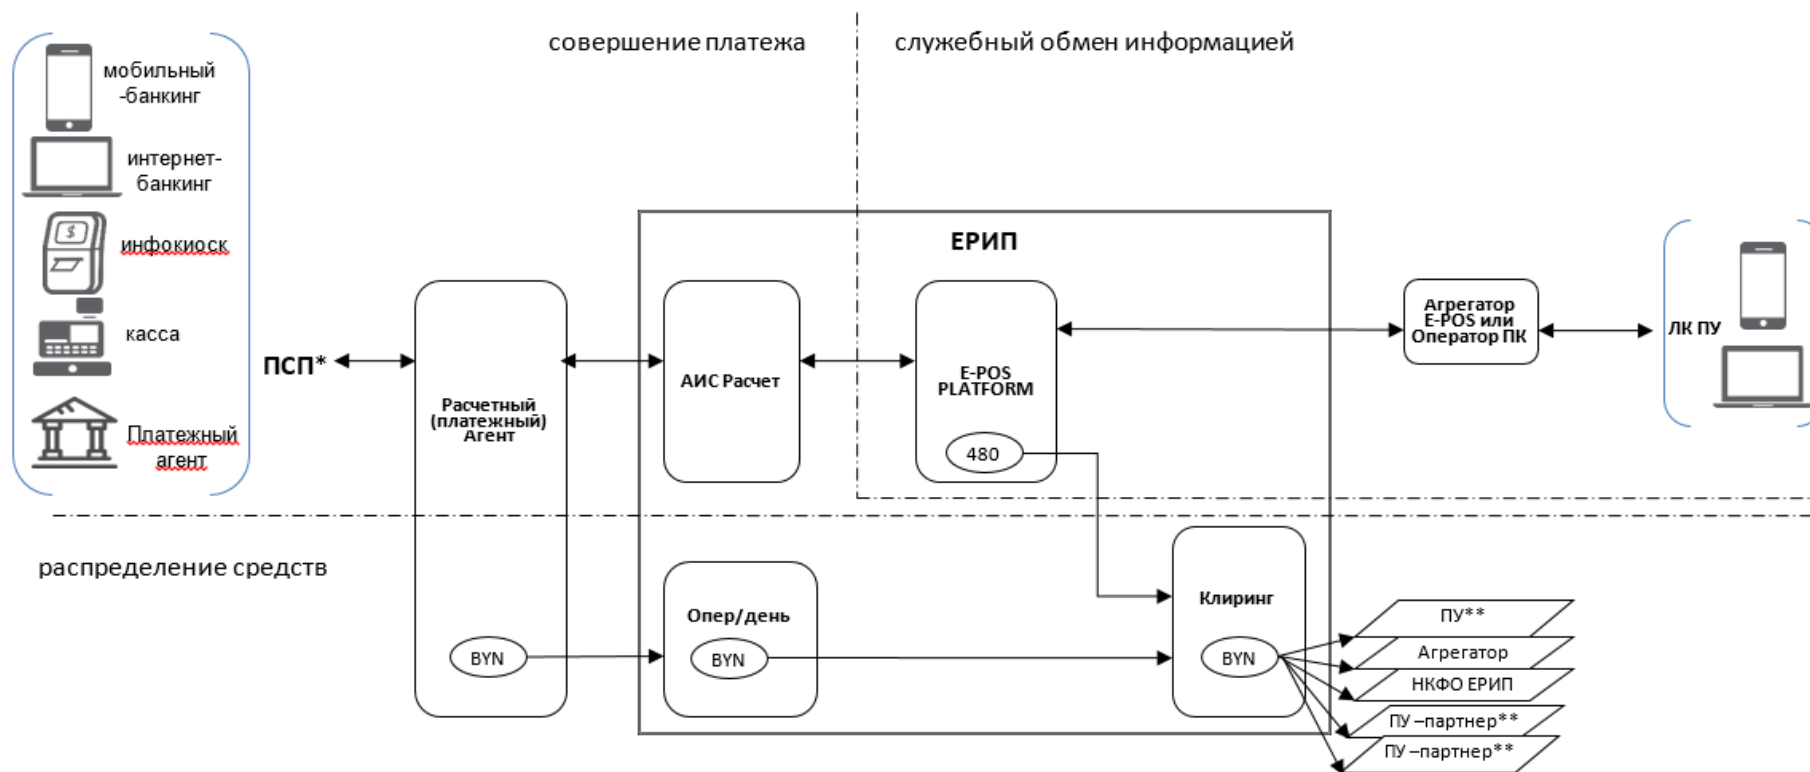 совершение платежа
служебный обмен информацией
мобильный
-банкинг
интернет-
банкинг
инфокиоск
касса
Платежный
агент
ПСП*
Расчетный
(платежный)
Агент
BYN
ЕРИП
АИС Расчет
E-POS
PLATFORM
480
Агрегатор
E-POS или
Оператор ПК
ЛК ПУ
распределение средств
Опер/день
BYN
Клиринг
BYN
ПУ**
Агрегатор
НКФО ЕРИП
ПУ –партнер**
ПУ –партнер**